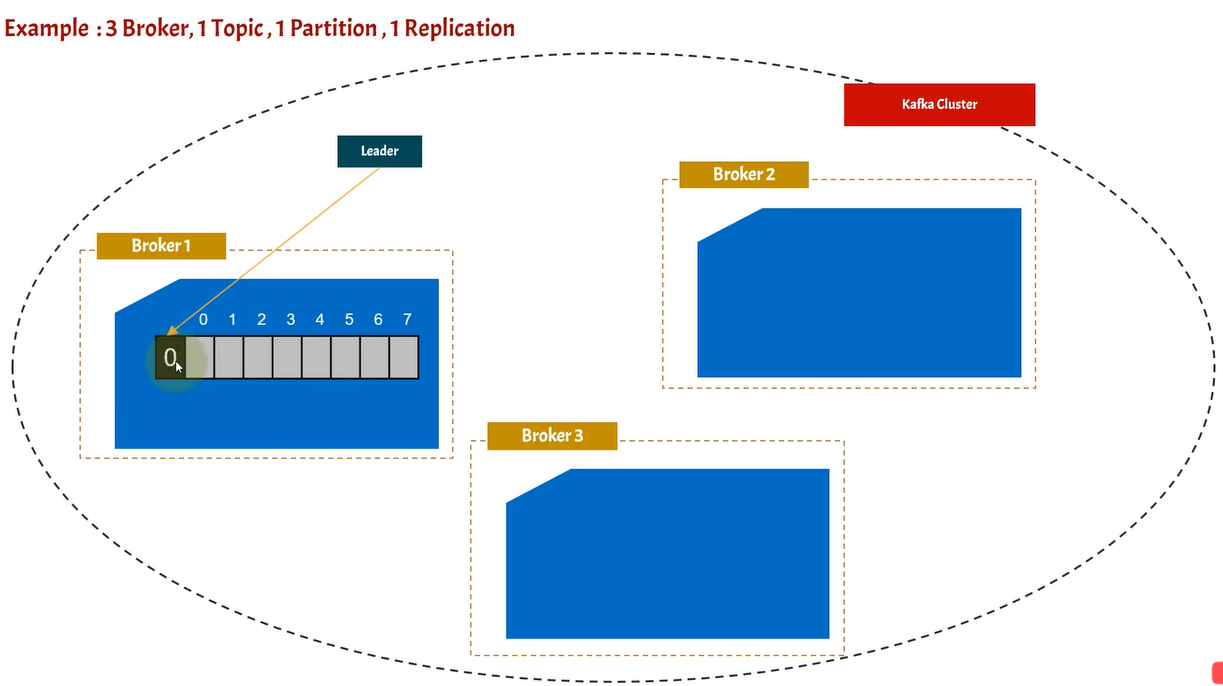 Example : 3 Broker, 1 Topic , 1 Partition , 1 Replication
Kafka Cluster
Leader
Broker 2
Broker 1
0 1 2 3 4 5 6 7
0
Broker 3